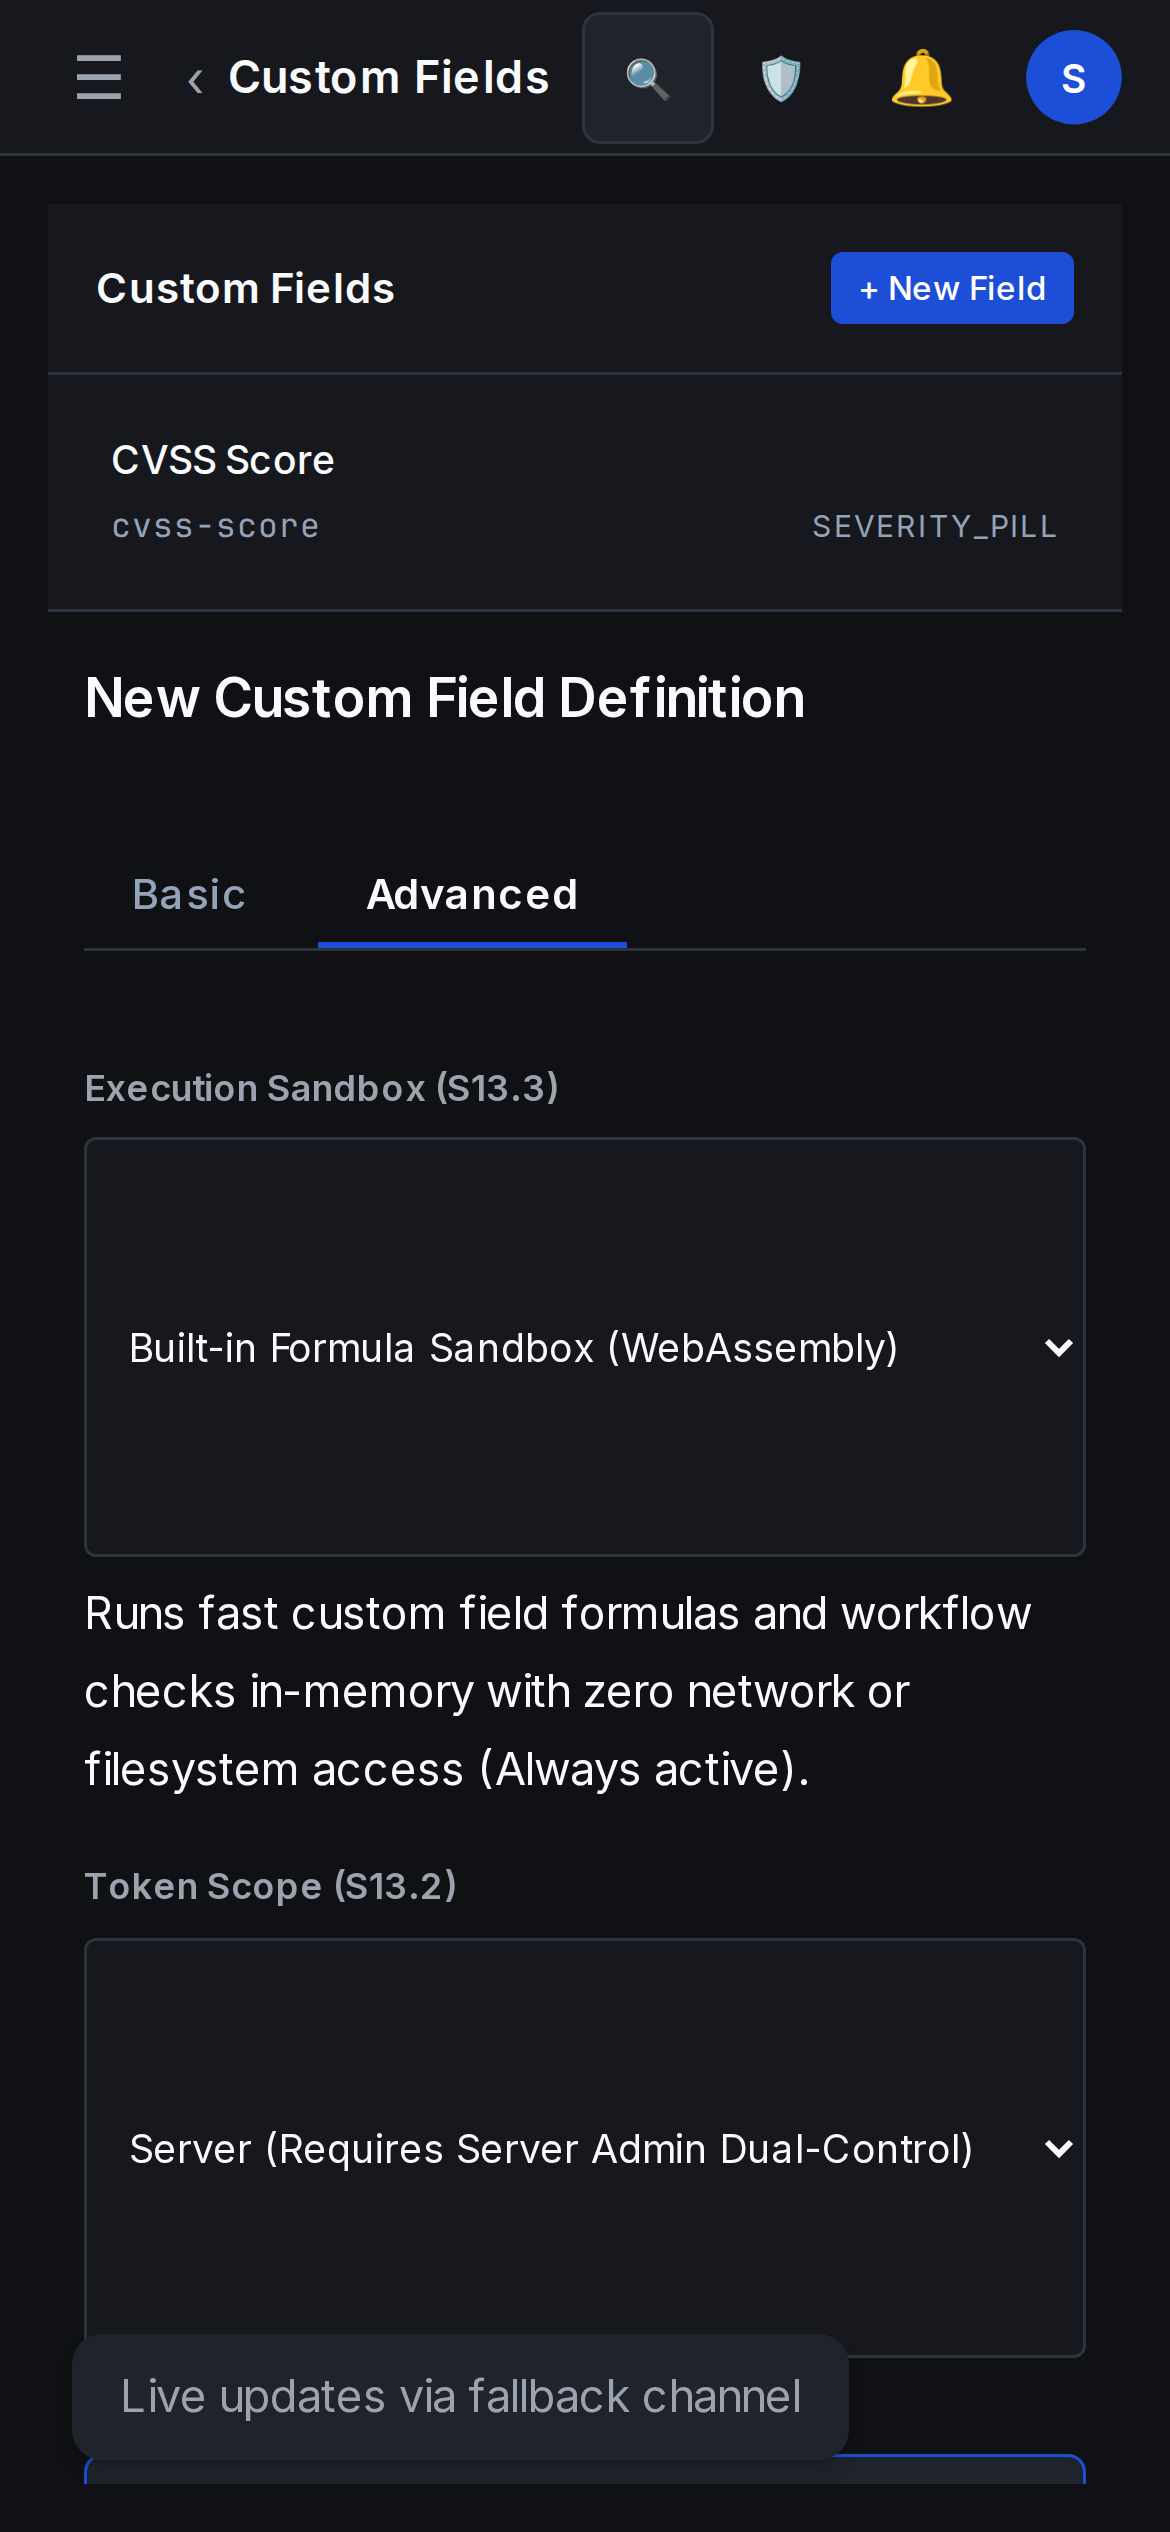 ☰ ‹ Custom Fields 🔍 🛡️ 🔔 S
Custom Fields + New Field
CVSS Score
cvss-score SEVERITY_PILL
New Custom Field Definition
Basic Advanced
Execution Sandbox (S13.3)
Built-in Formula Sandbox (WebAssembly)
Runs fast custom field formulas and workflow
checks in-memory with zero network or
filesystem access (Always active).
Token Scope (S13.2)
Server (Requires Server Admin Dual-Control)
Live updates via fallback channel